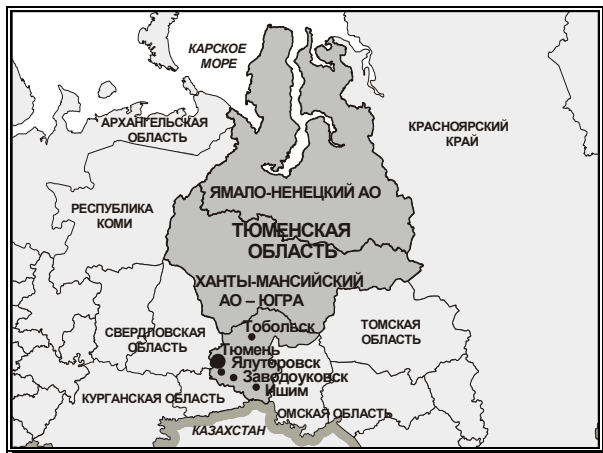 КАРСКОЕ
МОРЕ
АРХАНГЕЛЬСКАЯ
ОБЛАСТЬ
КРАСНОЯРСКИЙ
КРАЙ
ЯМАЛО-НЕНЕЦКИЙ АО
РЕСПУБЛИКА
КОМИ
ТЮМЕНСКАЯ
ОБЛАСТЬ
ХАНТЫ-МАНСИЙСКИЙ
АО – ЮГРА
СВЕРДЛОВСКАЯ
ОБЛАСТЬ
Тобольск
ТОМСКАЯ
ОБЛАСТЬ
Тюмень
Ялуторовск
Заводоуковск
Ишим
КУРГАНСКАЯ ОБЛАСТЬ
ОМСКАЯ ОБЛАСТЬ
КАЗАХСТАН